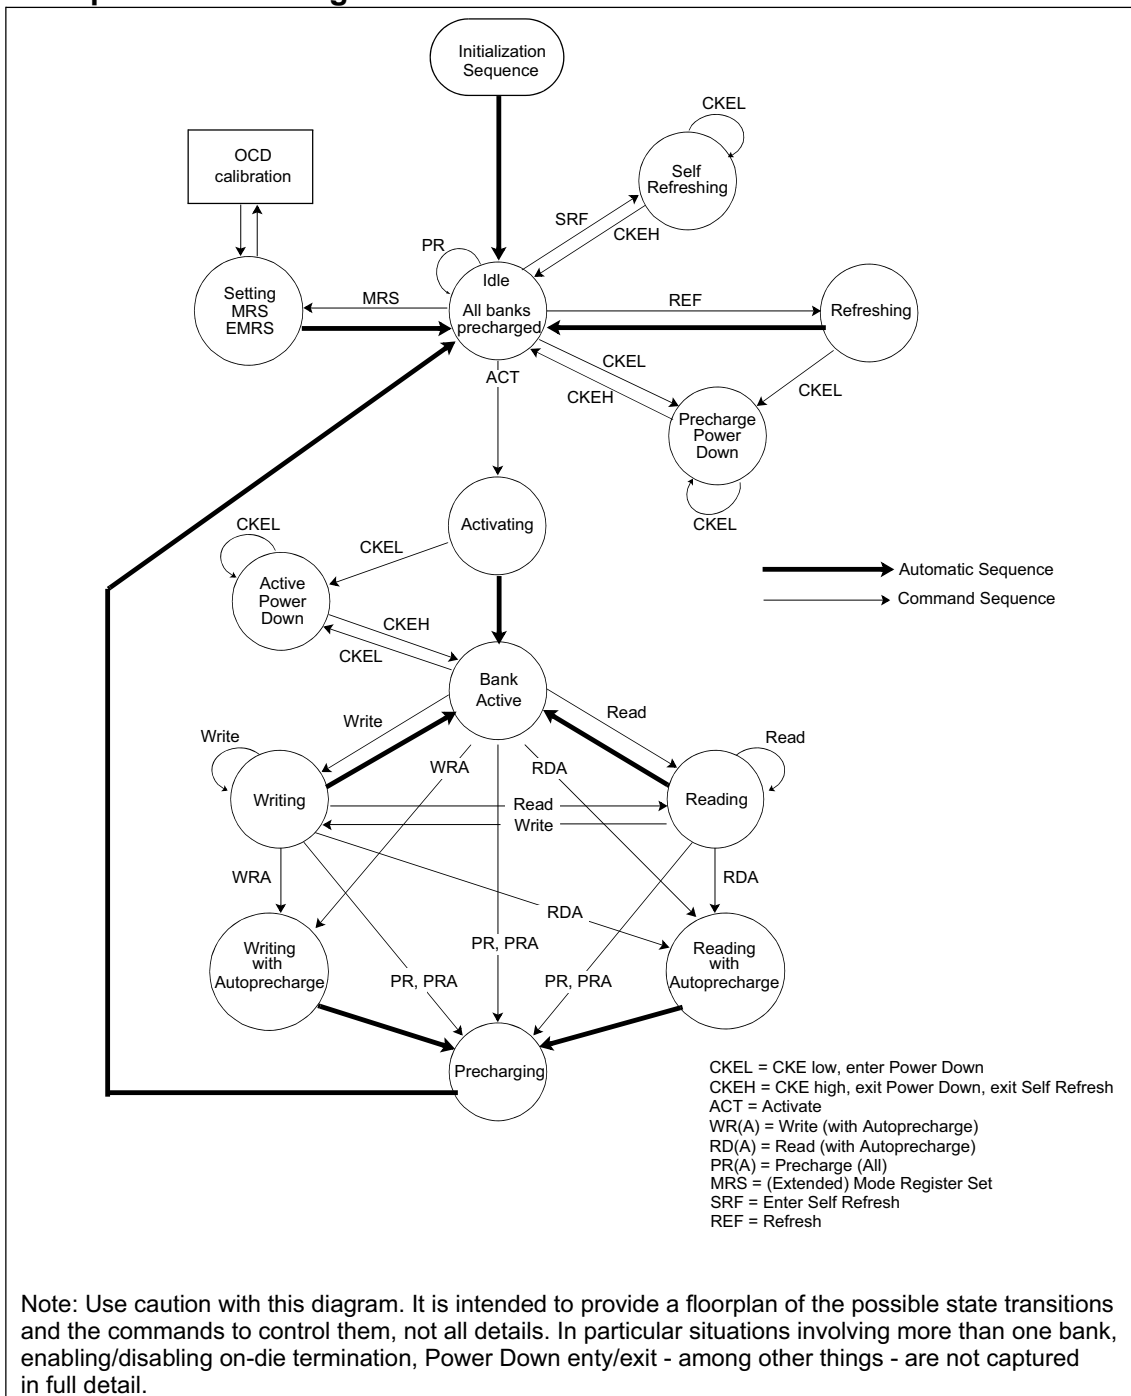 Initialization
Sequence
CKEL
OCD
calibration
Self
Refreshing
SRF
CKEH
PR
Idle
All banks
precharged
Setting
MRS
EMRS
MRS
REF
Refreshing
CKEL
CKEH
CKEL
ACT
Precharge
Power
Down
CKEL
Activating
CKEL
CKEL
Active
Power
Down
CKEH
CKEL
Automatic Sequence
Command Sequence
Bank
Active
Write
Read
Write
Read
WRA
RDA
Writing
Reading
Read
Write
WRA
RDA
RDA
Writing
with
Autoprecharge
PR, PRA
Reading
with
Autoprecharge
PR, PRA
PR, PRA
Precharging
CKEL = CKE low, enter Power Down
CKEH = CKE high, exit Power Down, exit Self Refresh
ACT = Activate
WR(A) = Write (with Autoprecharge)
RD(A) = Read (with Autoprecharge)
PR(A) = Precharge (All)
MRS = (Extended) Mode Register Set
SRF = Enter Self Refresh
REF = Refresh
Note: Use caution with this diagram. It is intended to provide a floorplan of the possible state transitions
and the commands to control them, not all details. In particular situations involving more than one bank,
enabling/disabling on-die termination, Power Down enty/exit - among other things - are not captured
in full detail.